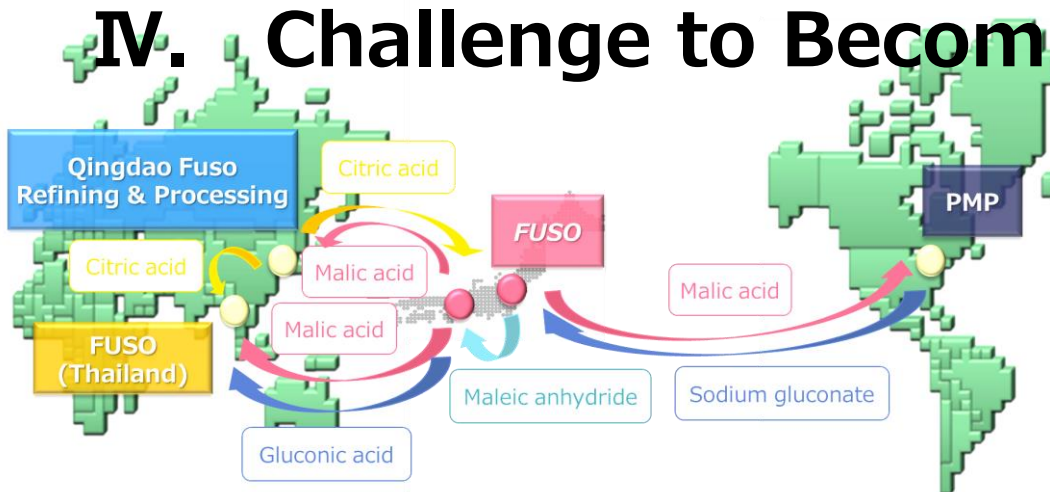 Ⅳ. Challenge to Becom
Qingdao Fuso
Refining & Processing
Citric acid
FUSO
PMP
Citric acid
Malic acid
Malic acid
Malic acid
FUSO
(Thailand)
Maleic anhydride
Sodium gluconate
Gluconic acid